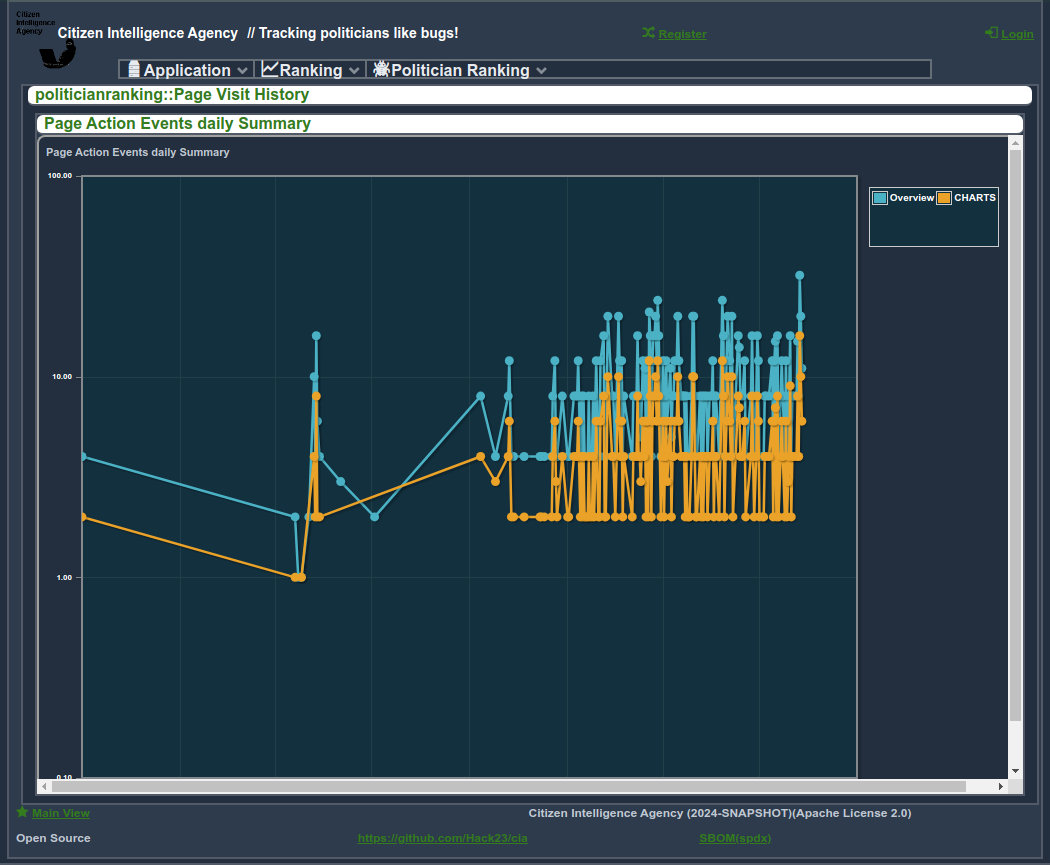 Citizen
Intelligence
Agency
Citizen Intelligence Agency // Tracking politicians like bugs!
Register
Login
Application
Ranking
Politician Ranking
politicianranking::Page Visit History
Page Action Events daily Summary
Page Action Events daily Summary
100.00
Overview CHARTS
10.00
1.00
0.10
Main View
Citizen Intelligence Agency (2024-SNAPSHOT)(Apache License 2.0)
Open Source
https://github.com/Hack23/cia
SBOM(spdx)